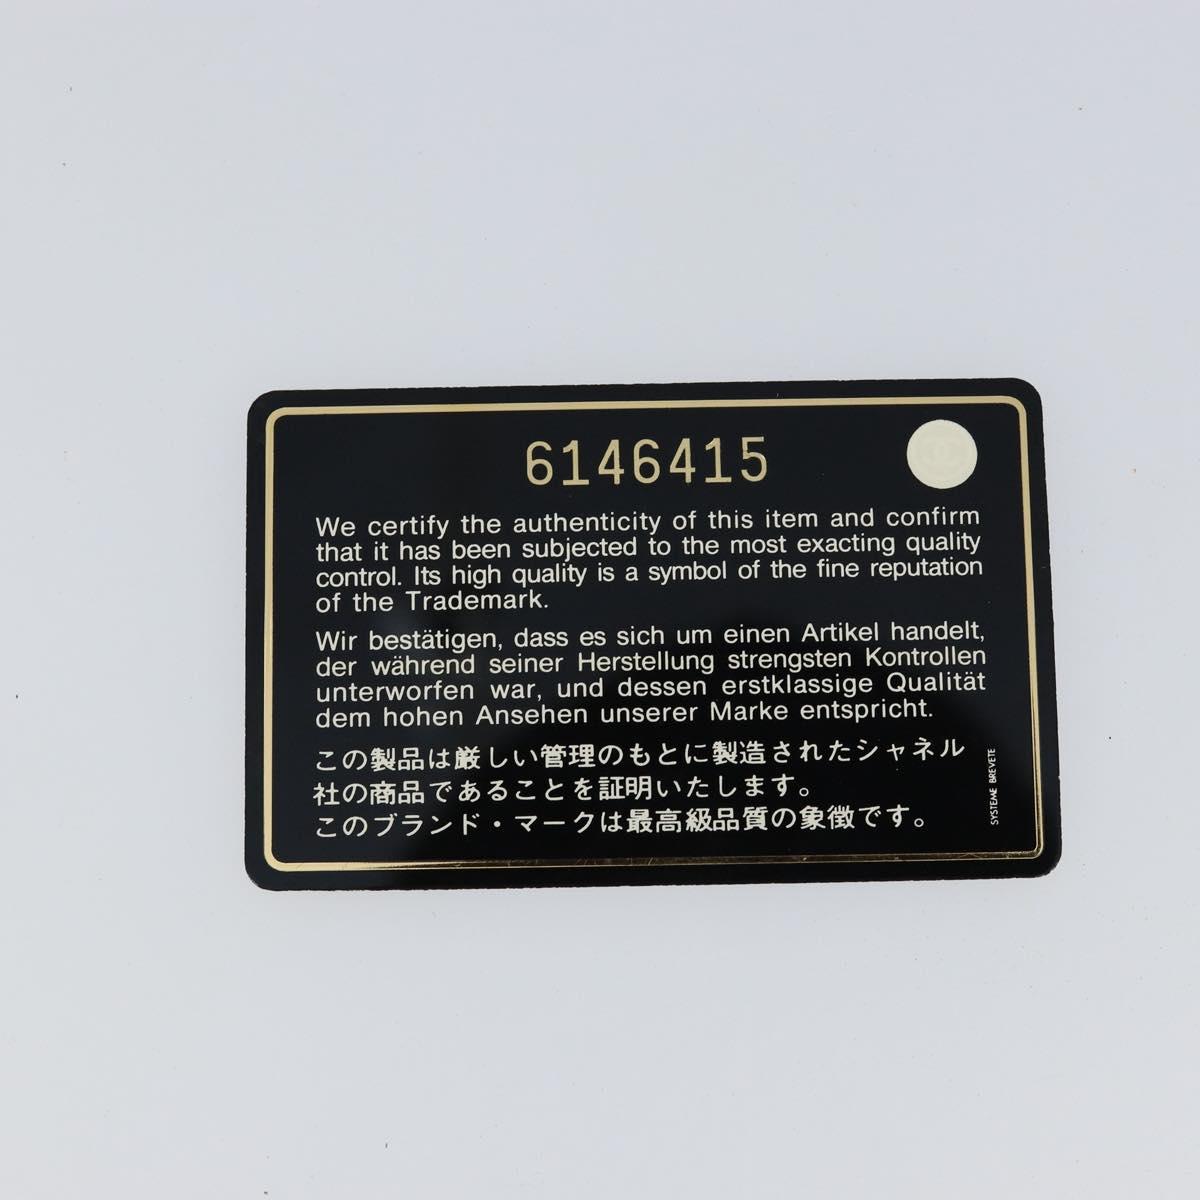 6146415
We certify the authenticity of this item and confirm
that it has been subjected to the most exacting quality
control. Its high quality is a symbol of the fine reputation
of the Trademark.
Wir bestätigen, dass es sich um einen Artikel handelt,
der während seiner Herstellung strengsten Kontrollen
unterworfen war, und dessen erstklassige Qualität
dem hohen Ansehen unserer Marke entspricht.
この製品は厳しい管理のもとに製造されたシャネル
社の商品であることを証明いたします。
このブランド・マークは最高級品質の象徴です。
SYSTEME BREVETE